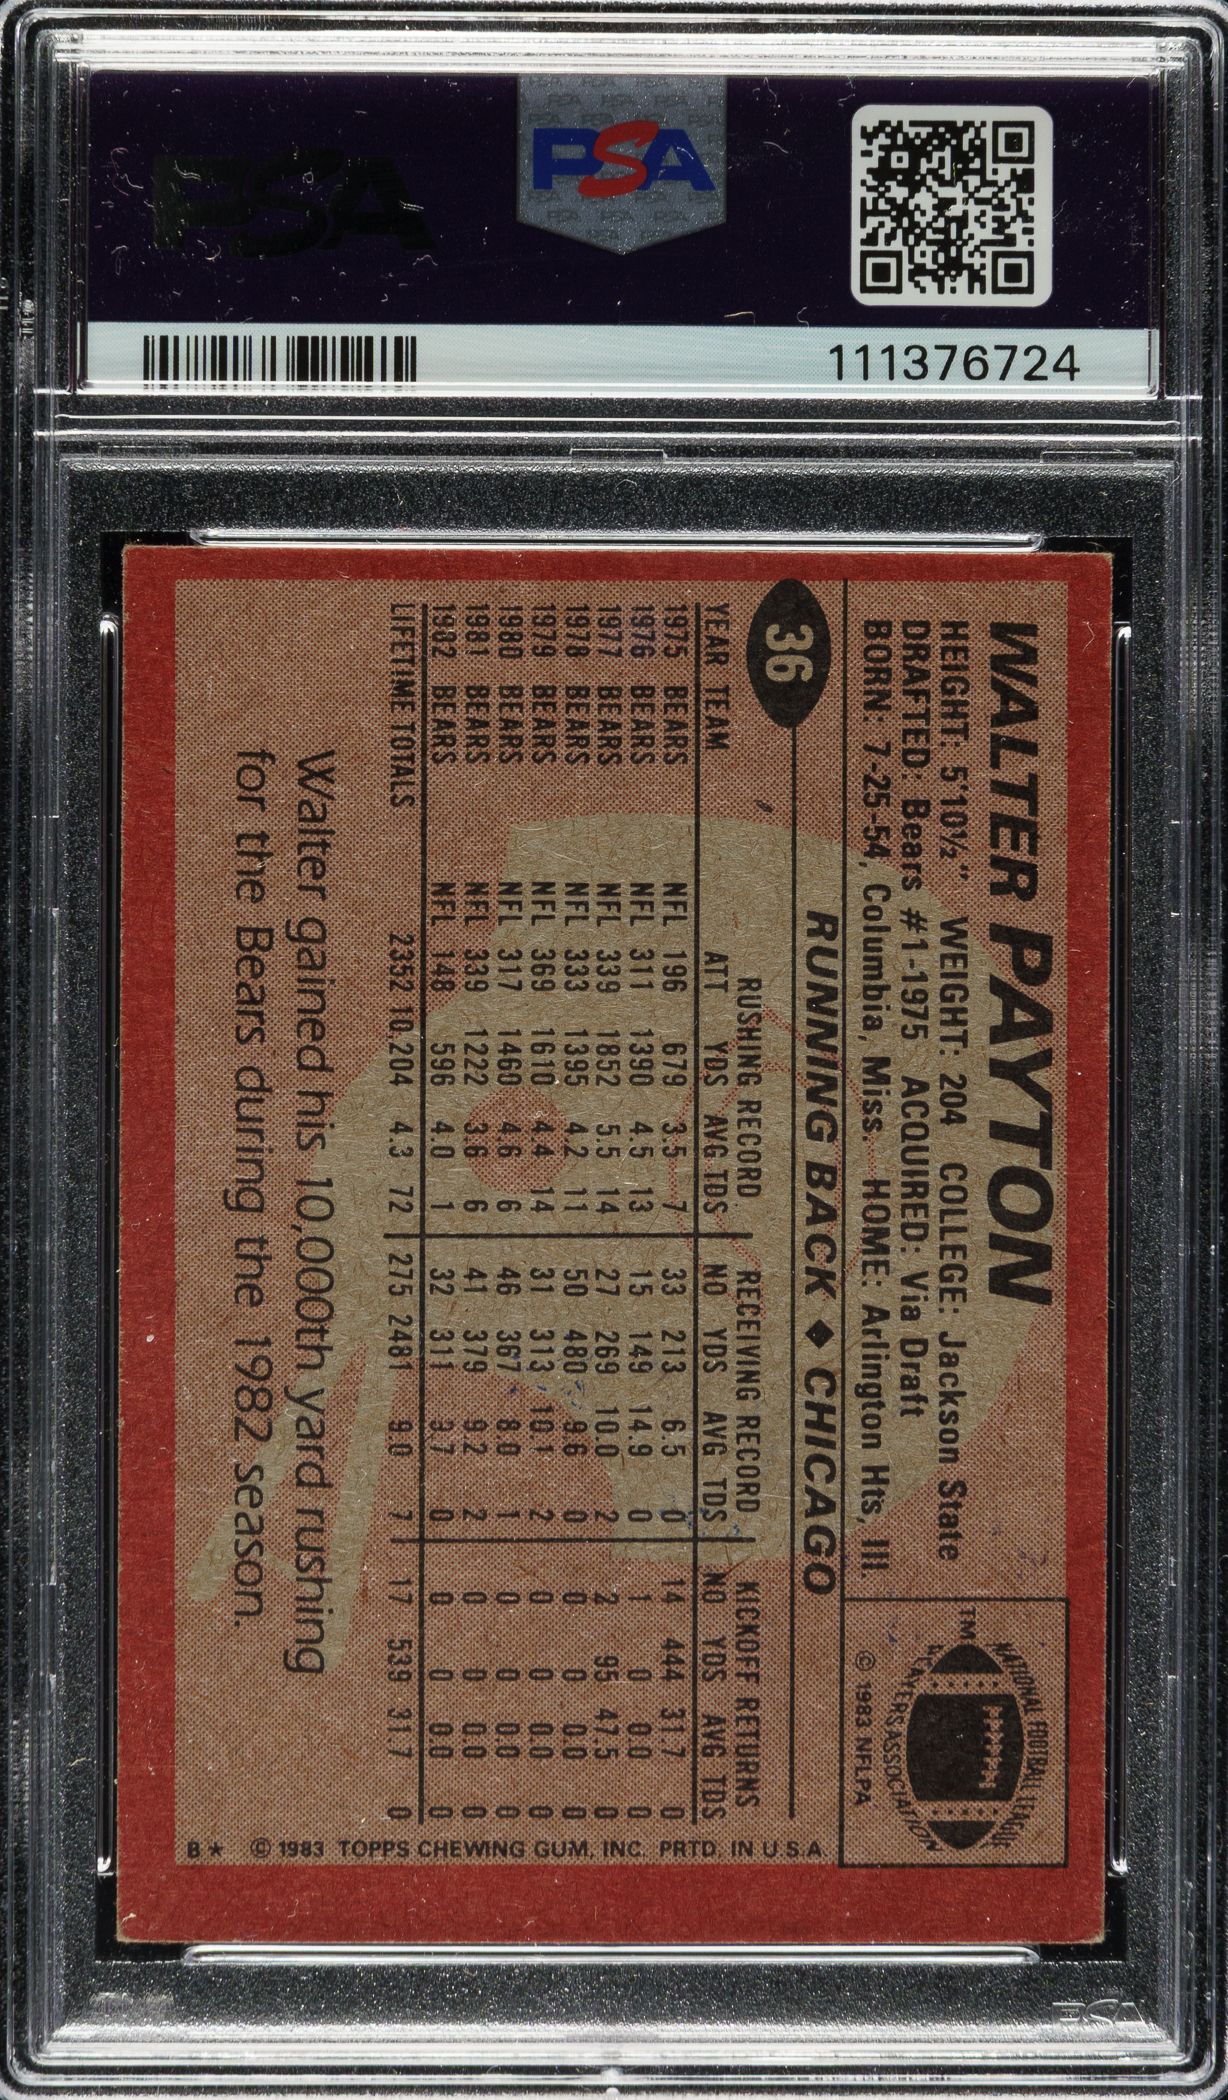 PSA
PSA
111376724
WALTER PAYTON
HEIGHT: 5'10½" WEIGHT: 204 COLLEGE: Jackson State
DRAFTED: Bears #1-1975 ACQUIRED: Via Draft
BORN: 7-25-54, Columbia, Miss. HOME: Arlington Hts, Ill.
NATIONAL FOOTBALL LEAGUE
PLAYERS ASSOCIATION
TM
© 1983 NFLPA
36
RUNNING BACK ♦ CHICAGO
RUSHING RECORD RECEIVING RECORD KICKOFF RETURNS
YEAR TEAM ATT YDS AVG TDS NO YDS AVG TDS NO YDS AVG TDS
1975 BEARS NFL 196 679 3.5 7 33 213 6.5 0 14 444 31.7 0
1976 BEARS NFL 311 1390 4.5 13 15 149 14.9 0 1 0 0.0 0
1977 BEARS NFL 339 1852 5.5 14 27 269 10.0 2 2 95 47.5 0
1978 BEARS NFL 333 1395 4.2 11 50 480 9.6 0 0 0 0.0 0
1979 BEARS NFL 369 1610 4.4 14 31 313 10.1 2 0 0 0.0 0
1980 BEARS NFL 317 1460 4.6 6 46 367 8.0 1 0 0 0.0 0
1981 BEARS NFL 339 1222 3.6 6 41 379 9.2 2 0 0 0.0 0
1982 BEARS NFL 148 596 4.0 1 32 311 9.7 0 0 0 0.0 0
LIFETIME TOTALS 2352 10,204 4.3 72 275 2481 9.0 7 17 539 31.7 0
Walter gained his 10,000th yard rushing
for the Bears during the 1982 season.
B★ © 1983 TOPPS CHEWING GUM, INC. PRTD. IN U.S.A.
PSA